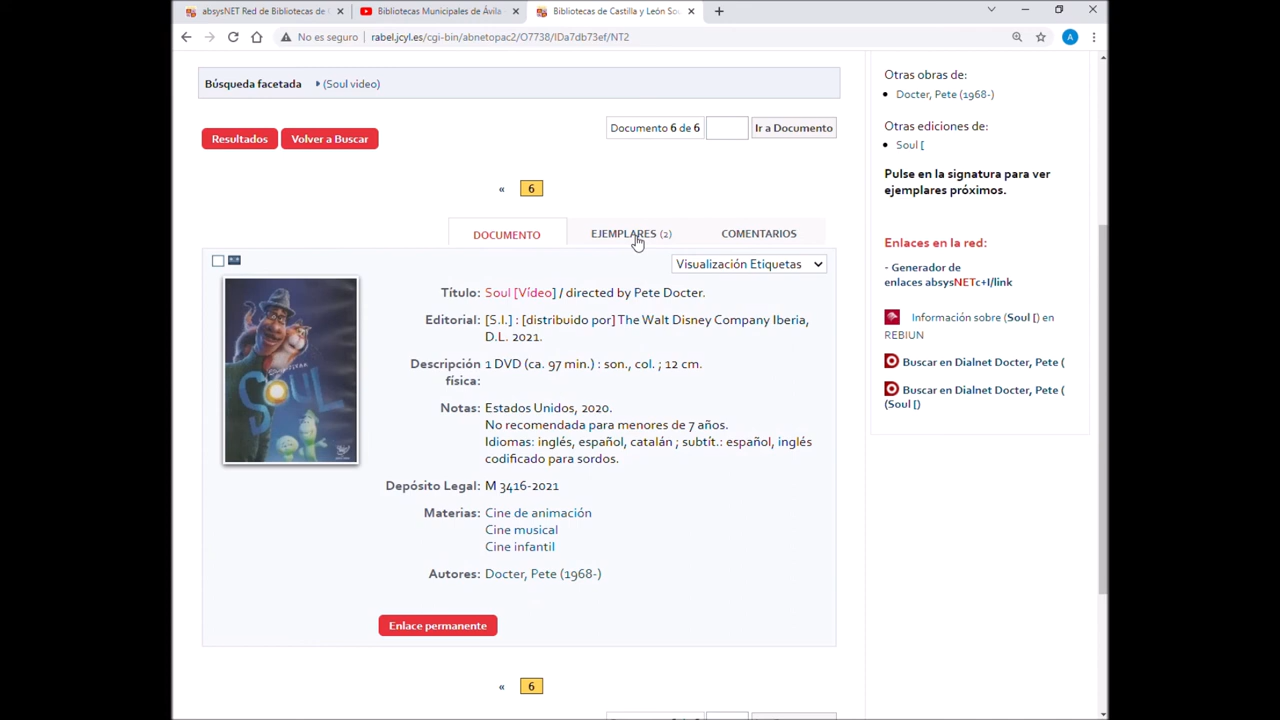 absysNET Red de Bibliotecas de
Bibliotecas Municipales de Ávila
Bibliotecas de Castilla y León Sou
No es seguro | rabel.jcyl.es/cgi-bin/abnetopac2/O7738/IDa7db73ef/NT2
A
Búsqueda facetada (Soul video)
Resultados
Volver a Buscar
Documento 6 de 6
Ir a Documento
« 6
DOCUMENTO
EJEMPLARES (2)
COMENTARIOS
Visualización Etiquetas
SOUL
Título: Soul [Vídeo] / directed by Pete Docter.
Editorial: [S.l.] : [distribuido por] The Walt Disney Company Iberia,
D.L. 2021.
Descripción 1 DVD (ca. 97 min.) : son., col. ; 12 cm.
física:
Notas: Estados Unidos, 2020.
No recomendada para menores de 7 años.
Idiomas: inglés, español, catalán ; subtít.: español, inglés
codificado para sordos.
Depósito Legal: M 3416-2021
Materias: Cine de animación
Cine musical
Cine infantil
Autores: Docter, Pete (1968-)
Enlace permanente
« 6
Otras obras de:
Docter, Pete (1968-)
Otras ediciones de:
Soul [
Pulse en la signatura para ver
ejemplares próximos.
Enlaces en la red:
- Generador de
enlaces absysNETc+I/link
Información sobre (Soul [) en
REBIUN
Buscar en Dialnet Docter, Pete (
Buscar en Dialnet Docter, Pete (
(Soul [)